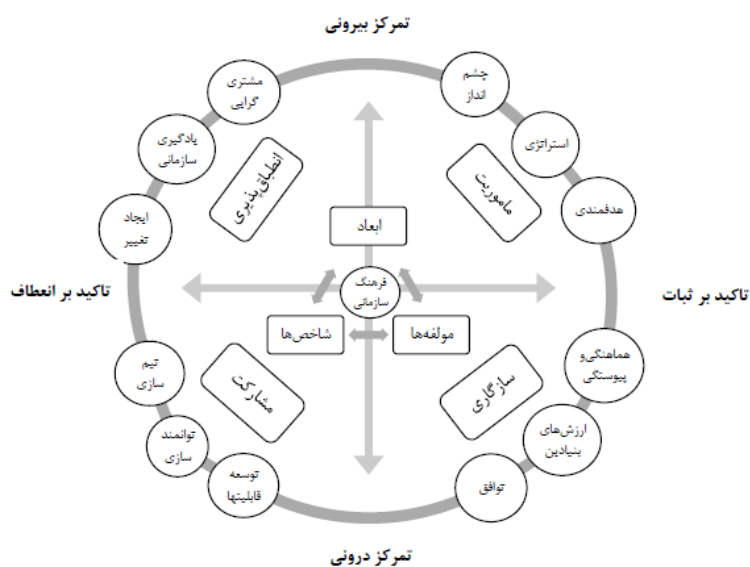 تمرکز بیرونی
مشتری
گرایی
چشم
انداز
یادگیری
سازمانی
استراتژی
انطباق‌پذیری
ماموریت
ایجاد
تغییر
هدفمندی
ابعاد
تاکید بر انعطاف
فرهنگ
سازمانی
تاکید بر ثبات
شاخص‌ها
مولفه‌ها
هماهنگی‌و
پیوستگی
تیم
سازی
مشارکت
سازگاری
توانمند
سازی
ارزش‌های
بنیادین
توسعه
قابلیتها
توافق
تمرکز درونی